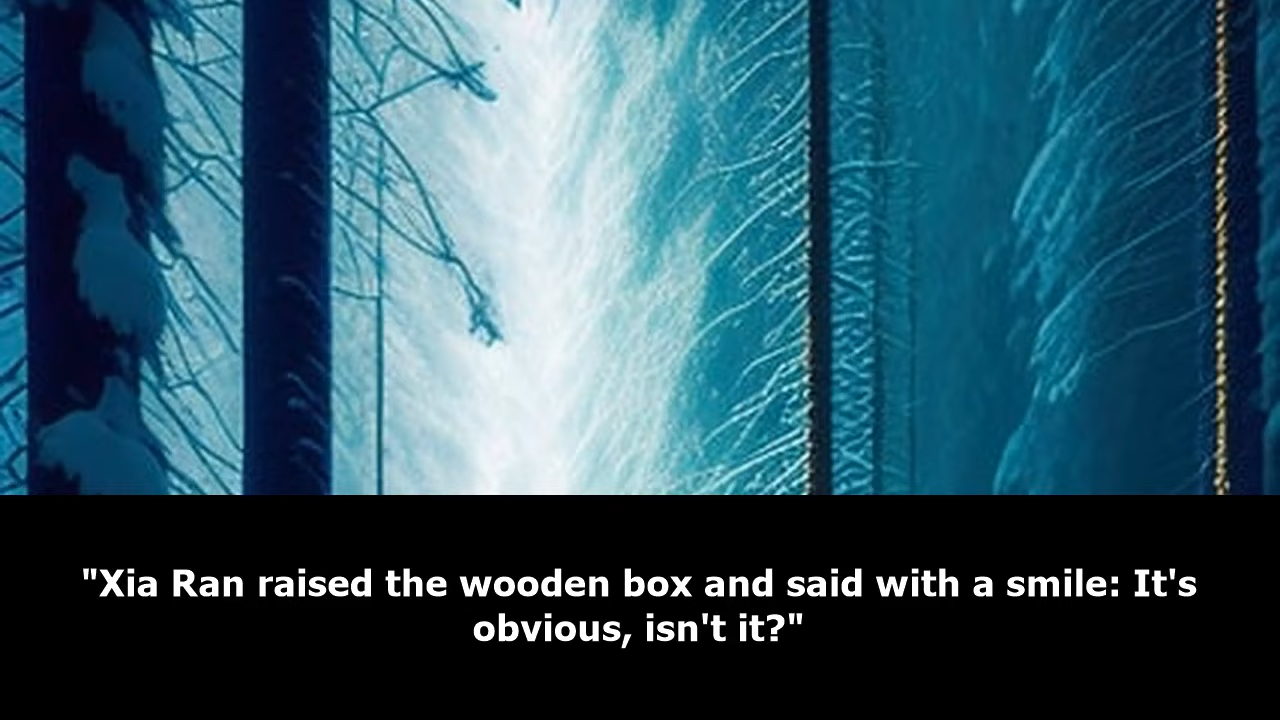 "Xia Ran raised the wooden box and said with a smile: It's
obvious, isn't it?"